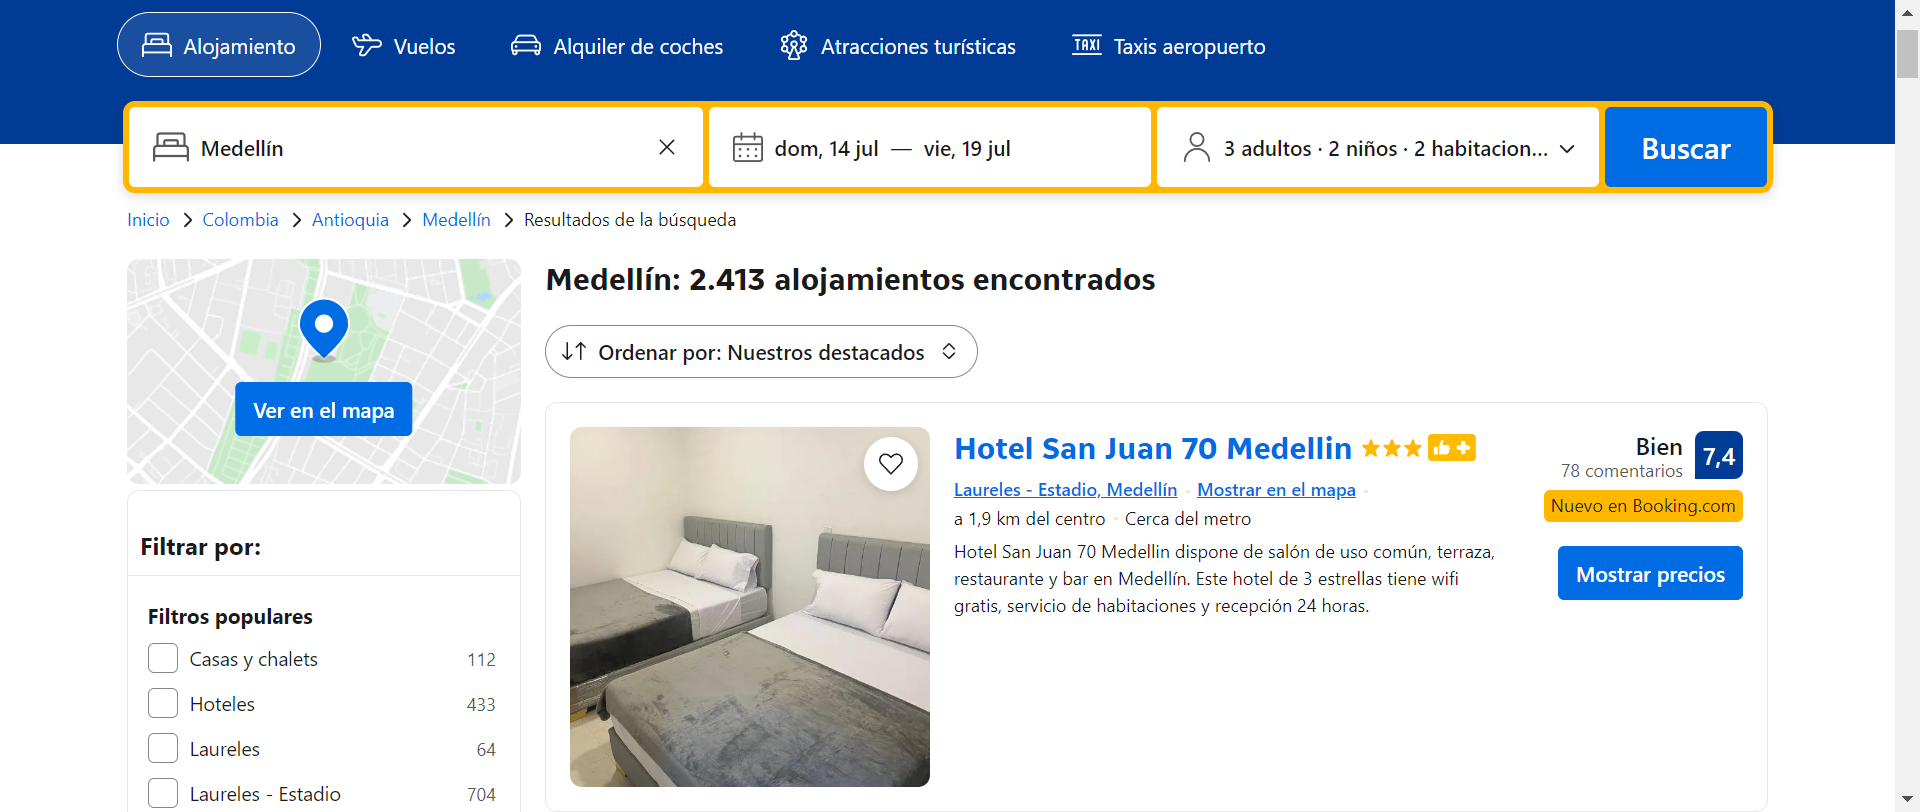 Alojamiento
Vuelos
Alquiler de coches
Atracciones turísticas
TAXI Taxis aeropuerto
Medellín
dom, 14 jul — vie, 19 jul
3 adultos · 2 niños · 2 habitacion...
Buscar
Inicio > Colombia > Antioquia > Medellín > Resultados de la búsqueda
Ver en el mapa
Filtrar por:
Filtros populares
Casas y chalets 112
Hoteles 433
Laureles 64
Laureles - Estadio 704
Medellín: 2.413 alojamientos encontrados
Ordenar por: Nuestros destacados
Hotel San Juan 70 Medellin
Laureles - Estadio, Medellín · Mostrar en el mapa ·
a 1,9 km del centro · Cerca del metro
Hotel San Juan 70 Medellin dispone de salón de uso común, terraza,
restaurante y bar en Medellín. Este hotel de 3 estrellas tiene wifi
gratis, servicio de habitaciones y recepción 24 horas.
Bien 7,4
78 comentarios
Nuevo en Booking.com
Mostrar precios